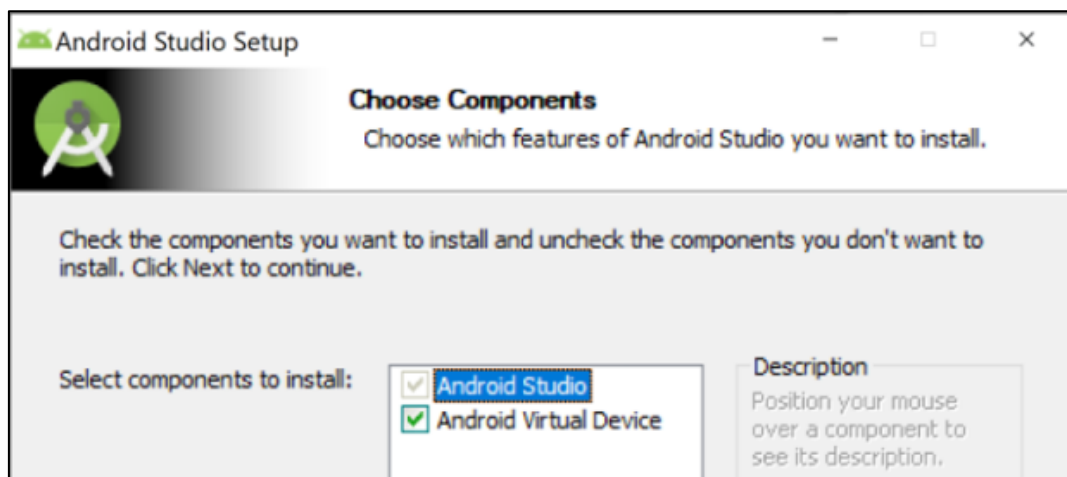 Android Studio Setup
Choose Components
Choose which features of Android Studio you want to install.
Check the components you want to install and uncheck the components you don't want to
install. Click Next to continue.
Select components to install:
Android Studio
Android Virtual Device
Description
Position your mouse
over a component to
see its description.